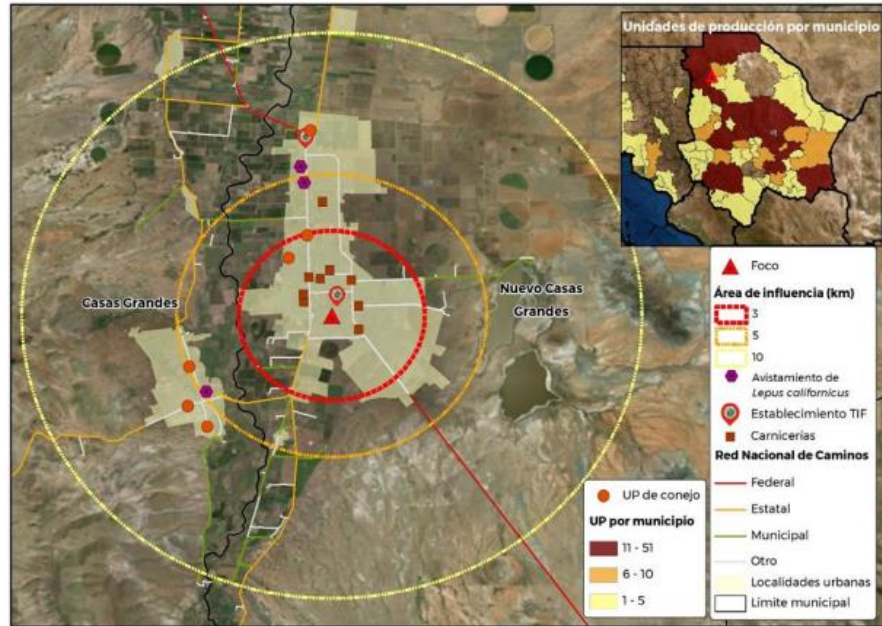 Unidades de producción por municipio
Casas Grandes
Nuevo Casas
Grandes
Foco
Área de influencia (km)
3
5
10
Avistamiento de
Lepus californicus
Establecimiento TIF
Carnicerías
Red Nacional de Caminos
Federal
Estatal
Municipal
Otro
Localidades urbanas
Límite municipal
UP de conejo
UP por municipio
11 - 51
6 - 10
1 - 5